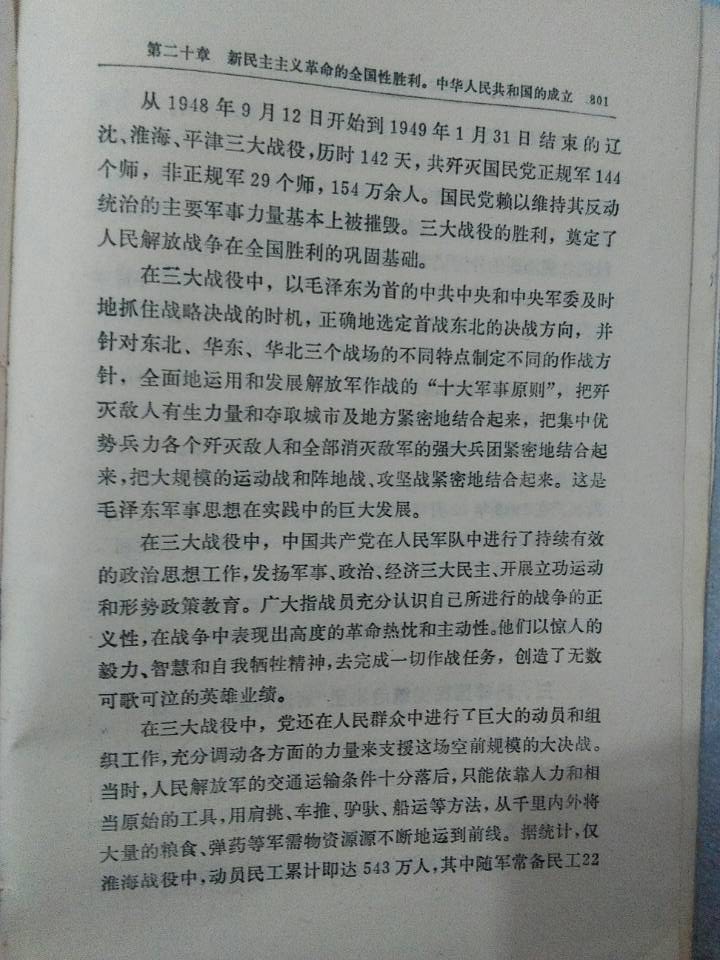 第二十章 新民主主义革命的全国性胜利。中华人民共和国的成立 801
从1948年9月12日开始到1949年1月31日结束的辽
沈、淮海、平津三大战役,历时142天,共歼灭国民党正规军144
个师,非正规军29个师,154万余人。国民党赖以维持其反动
统治的主要军事力量基本上被摧毁。三大战役的胜利,奠定了
人民解放战争在全国胜利的巩固基础。
在三大战役中,以毛泽东为首的中共中央和中央军委及时
地抓住战略决战的时机,正确地选定首战东北的决战方向,并
针对东北、华东、华北三个战场的不同特点制定不同的作战方
针,全面地运用和发展解放军作战的“十大军事原则”,把歼
灭敌人有生力量和夺取城市及地方紧密地结合起来,把集中优
势兵力各个歼灭敌人和全部消灭敌军的强大兵团紧密地结合起
来,把大规模的运动战和阵地战、攻坚战紧密地结合起来。这是
毛泽东军事思想在实践中的巨大发展。
在三大战役中,中国共产党在人民军队中进行了持续有效
的政治思想工作,发扬军事、政治、经济三大民主、开展立功运动
和形势政策教育。广大指战员充分认识自己所进行的战争的正
义性,在战争中表现出高度的革命热忱和主动性。他们以惊人的
毅力、智慧和自我牺牲精神,去完成一切作战任务,创造了无数
可歌可泣的英雄业绩。
在三大战役中,党还在人民群众中进行了巨大的动员和组
织工作,充分调动各方面的力量来支援这场空前规模的大决战。
当时,人民解放军的交通运输条件十分落后,只能依靠人力和相
当原始的工具,用肩挑、车推、驴驮、船运等方法,从千里内外将
大量的粮食、弹药等军需物资源源不断地运到前线。据统计,仅
淮海战役中,动员民工累计即达543万人,其中随军常备民工22